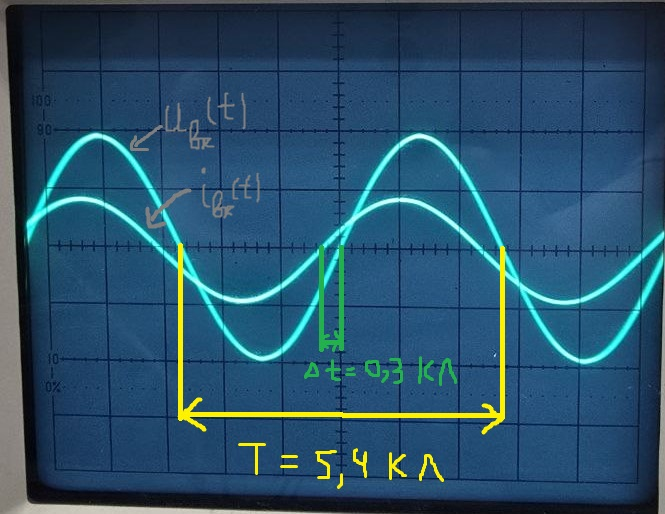 100
90
u_вх(t)
i_вх(t)
10
0%
Δt=0,3 кл
T=5,4 кл